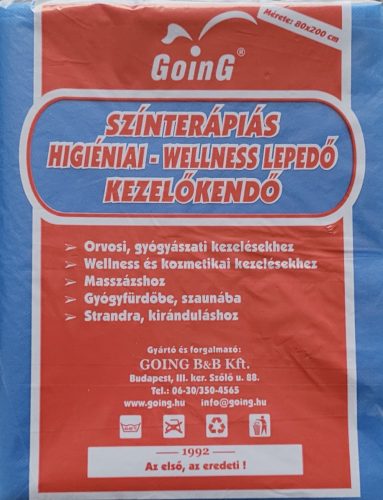 Mérete: 80x200 cm
GoinG®
SZÍNTERÁPIÁS
HIGIÉNIAI - WELLNESS LEPEDŐ
KEZELŐKENDŐ
Orvosi, gyógyászati kezelésekhez
Wellness és kozmetikai kezelésekhez
Masszázshoz
Gyógyfürdőbe, szaunába
Strandra, kiránduláshoz
Gyártó és forgalmazó:
GOING B&B Kft.
Budapest, III. ker. Szőlő u. 88.
Tel.: 06-30/350-4565
www.going.hu info@going.hu
1992
Az első, az eredeti !